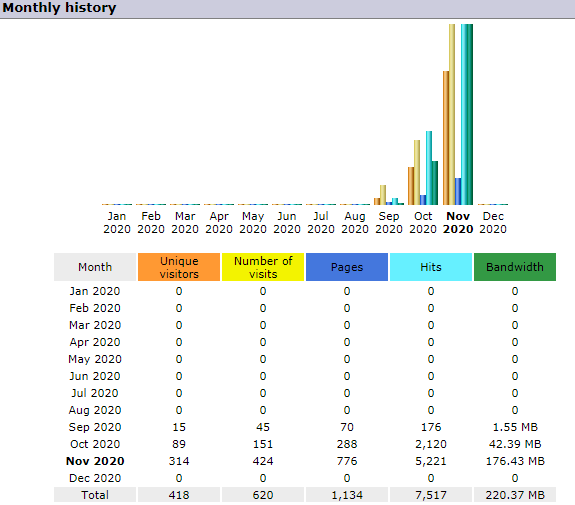 Monthly history
Jan Feb Mar Apr May Jun Jul Aug Sep Oct Nov Dec
2020 2020 2020 2020 2020 2020 2020 2020 2020 2020 2020 2020
Month Unique visitors Number of visits Pages Hits Bandwidth
Jan 2020 0 0 0 0 0
Feb 2020 0 0 0 0 0
Mar 2020 0 0 0 0 0
Apr 2020 0 0 0 0 0
May 2020 0 0 0 0 0
Jun 2020 0 0 0 0 0
Jul 2020 0 0 0 0 0
Aug 2020 0 0 0 0 0
Sep 2020 15 45 70 176 1.55 MB
Oct 2020 89 151 288 2,120 42.39 MB
Nov 2020 314 424 776 5,221 176.43 MB
Dec 2020 0 0 0 0 0
Total 418 620 1,134 7,517 220.37 MB